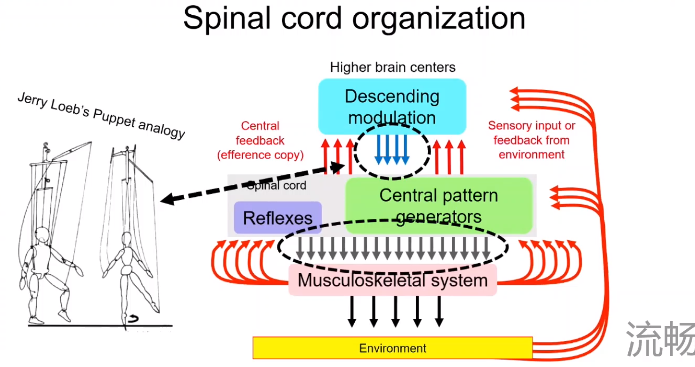 Spinal cord organization
Jerry Loeb's Puppet analogy
Higher brain centers
Descending
modulation
Central
feedback
(efference copy)
Sensory input or
feedback from
environment
Spinal cord
Reflexes
Central pattern
generators
Musculoskeletal system
Environment
流畅